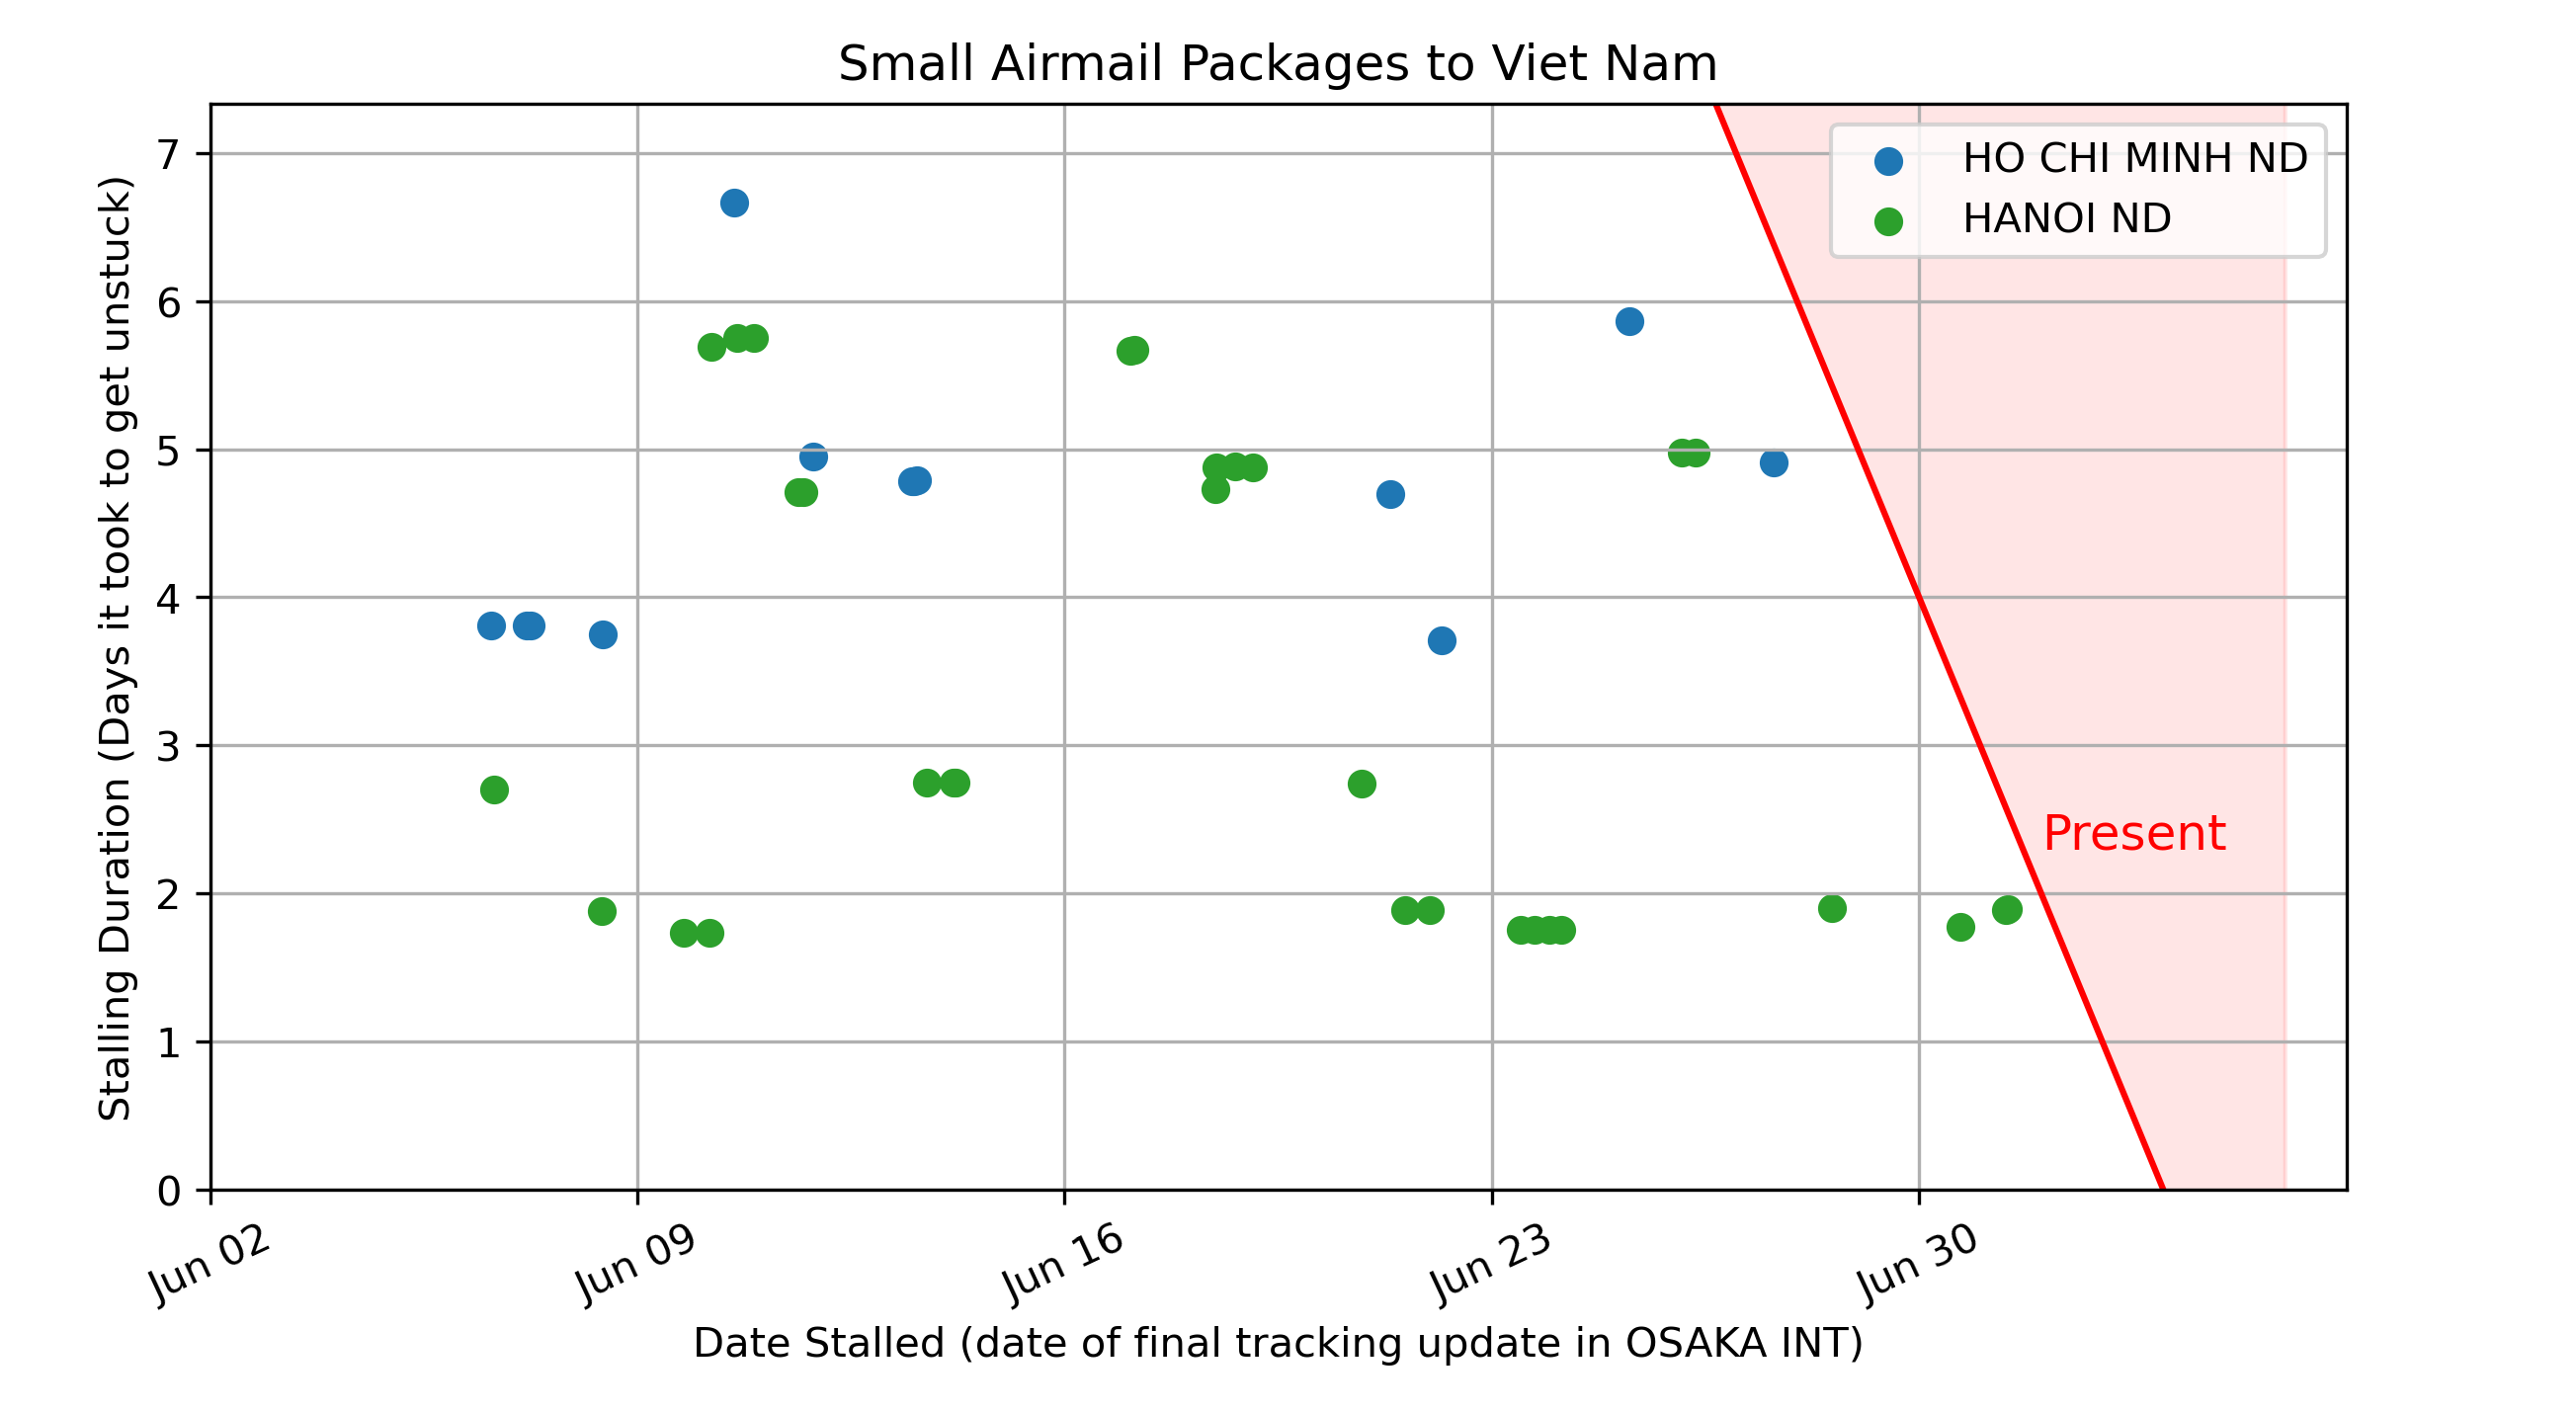 Small Airmail Packages to Viet Nam
Stalling Duration (Days it took to get unstuck)
7
6
5
4
3
2
1
0
HO CHI MINH ND
HANOI ND
Present
Jun 02
Jun 09
Jun 16
Jun 23
Jun 30
Date Stalled (date of final tracking update in OSAKA INT)